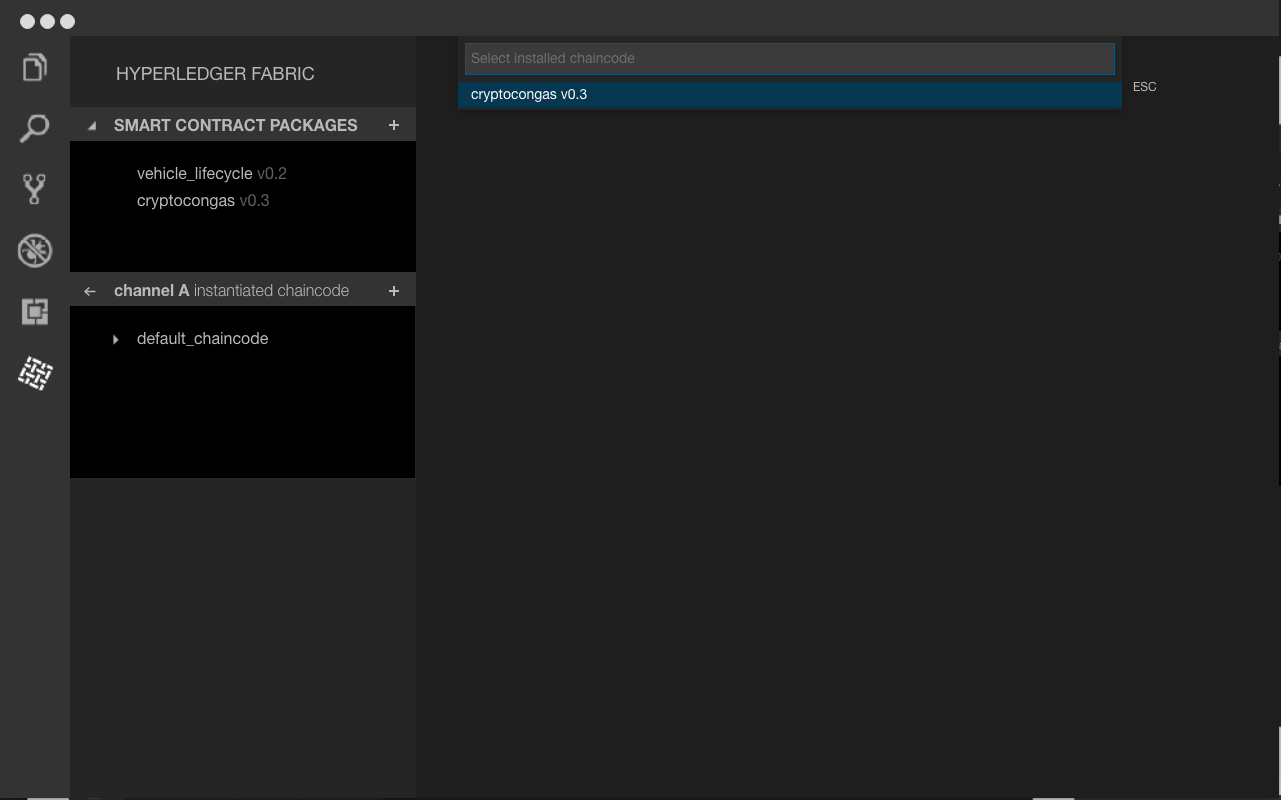 HYPERLEDGER FABRIC
SMART CONTRACT PACKAGES +
vehicle_lifecycle v0.2
cryptocongas v0.3
← channel A instantiated chaincode +
default_chaincode
Select installed chaincode
cryptocongas v0.3
ESC